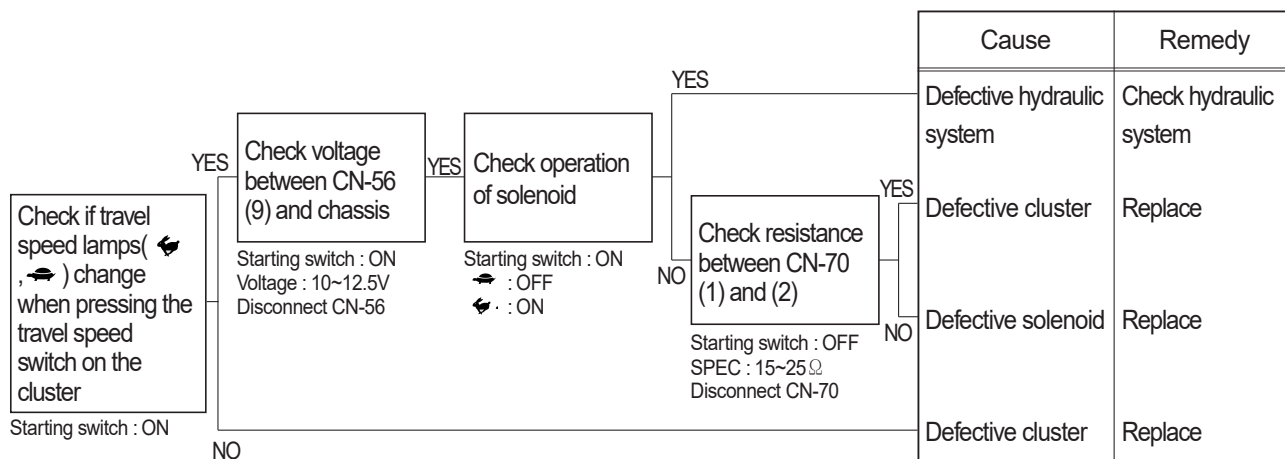 Check if travel
speed lamps(
, ) change
when pressing the
travel speed
switch on the
cluster
Starting switch : ON
YES
NO
Check voltage
between CN-56
(9) and chassis
Starting switch : ON
Voltage : 10~12.5V
Disconnect CN-56
YES
Check operation
of solenoid
Starting switch : ON
: OFF
: ON
YES
NO
Check resistance
between CN-70
(1) and (2)
Starting switch : OFF
SPEC : 15~25Ω
Disconnect CN-70
YES
NO
Cause Remedy
Defective hydraulic Check hydraulic
system system
Defective cluster Replace
Defective solenoid Replace
Defective cluster Replace